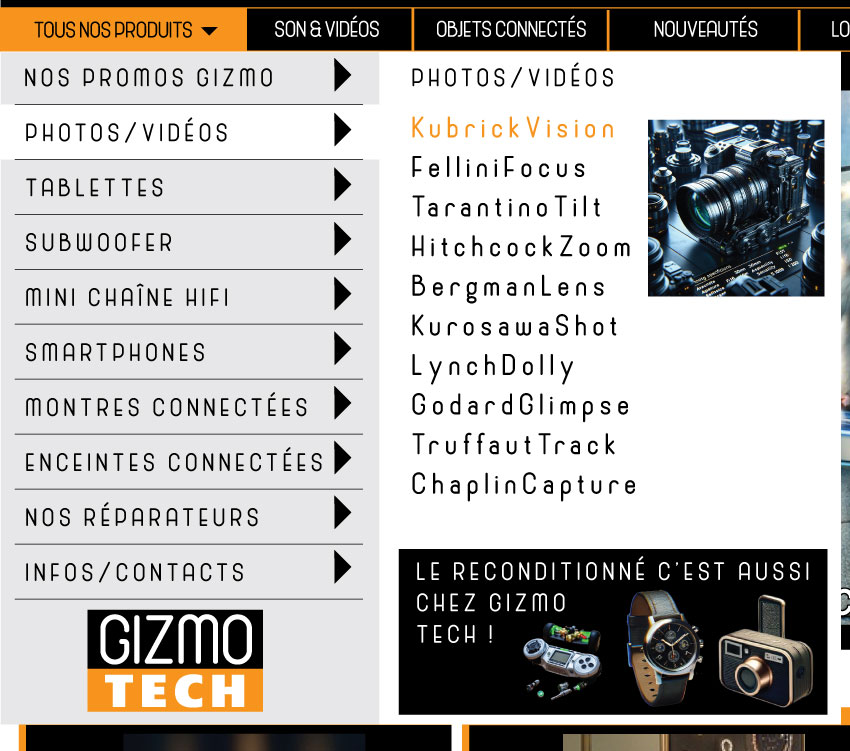 TOUS NOS PRODUITS
SON & VIDÉOS
OBJETS CONNECTÉS
NOUVEAUTÉS
LO
NOS PROMOS GIZMO
PHOTOS/VIDÉOS
TABLETTES
SUBWOOFER
MINI CHAÎNE HIFI
SMARTPHONES
MONTRES CONNECTÉES
ENCEINTES CONNECTÉES
NOS RÉPARATEURS
INFOS/CONTACTS
GIZMO
TECH
PHOTOS/VIDÉOS
KubrickVision
FelliniFocus
TarantinoTilt
HitchcockZoom
BergmanLens
KurosawaShot
LynchDolly
GodardGlimpse
TruffautTrack
ChaplinCapture
LE RECONDITIONNÉ C'EST AUSSI
CHEZ GIZMO
TECH !